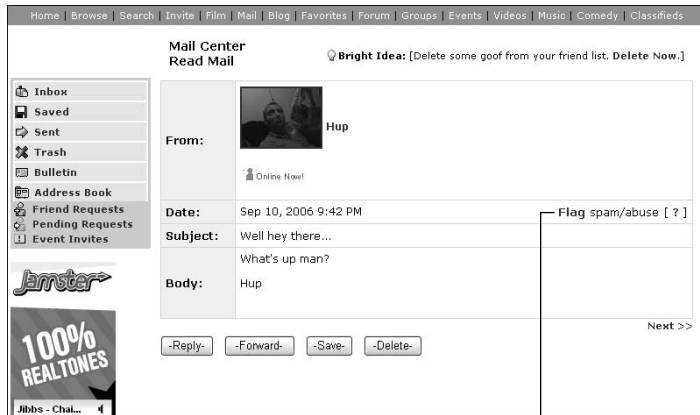 Home | Browse | Search | Invite | Film | Mail | Blog | Favorites | Forum | Groups | Events | Videos | Music | Comedy | Classifieds
Mail Center
Read Mail
Bright Idea: [Delete some goof from your friend list. Delete Now.]
Inbox
Saved
Sent
Trash
Bulletin
Address Book
Friend Requests
Pending Requests
Event Invites
From:
Hup
Online Now!
Date:
Sep 10, 2006 9:42 PM
Flag spam/abuse [ ? ]
Subject:
Well hey there...
Body:
What's up man?
Hup
Next >>
-Reply-
-Forward-
-Save-
-Delete-
Jamster
100%
REALTONES
Jibbs - Chai...